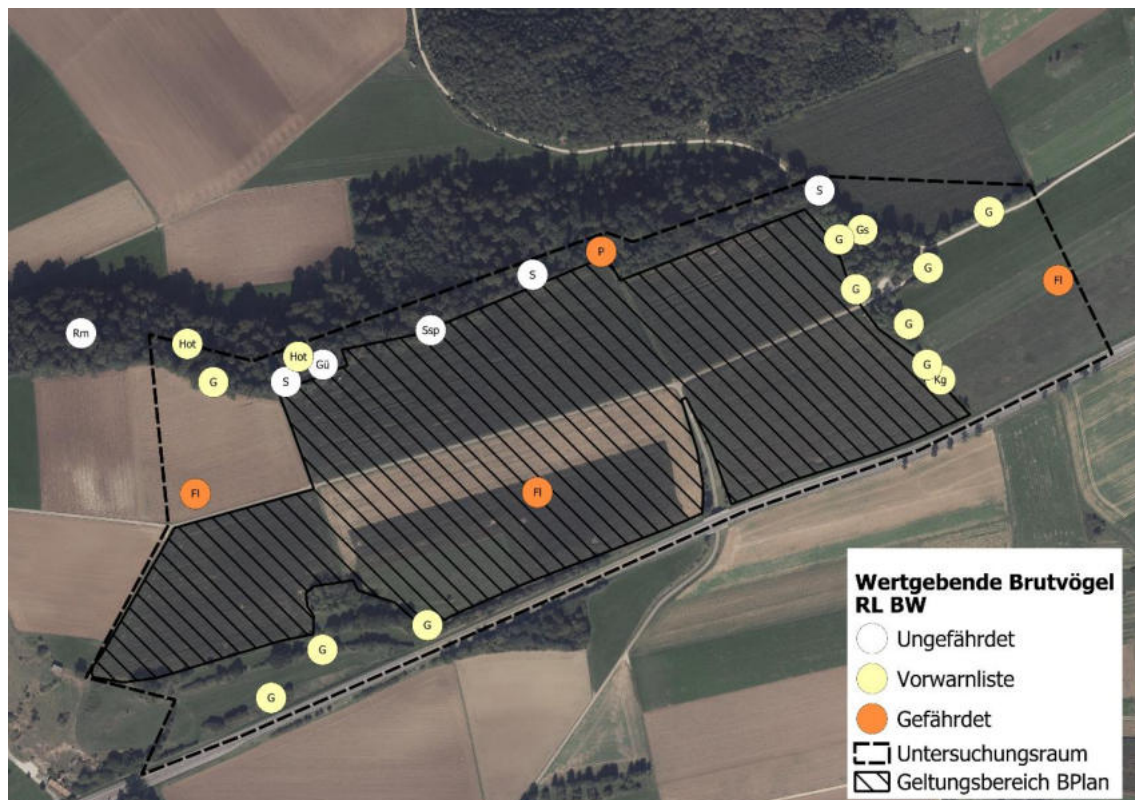 S
G
G
Gs
P
G
S
Fl
G
Ssp
G
Rm
Hot
Hot
Gü
G
Kg
S
G
Fl
Fl
G
G
G
Wertgebende Brutvögel
RL BW
Ungefährdet
Vorwarnliste
Gefährdet
Untersuchungsraum
Geltungsbereich BPlan